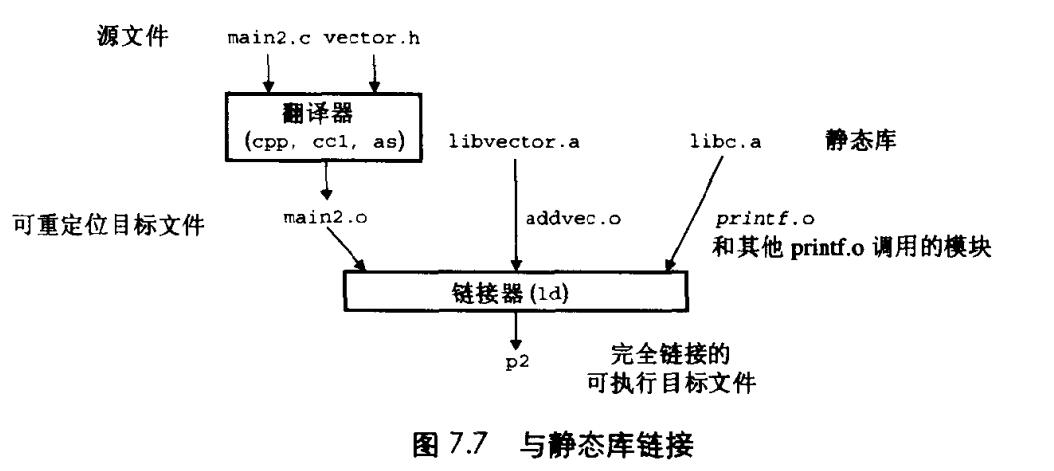 源文件 main2.c vector.h
翻译器
(cpp, cc1, as) libvector.a libc.a 静态库
可重定位目标文件 main2.o addvec.o printf.o
和其他 printf.o 调用的模块
链接器 (ld)
p2 完全链接的
可执行目标文件
图 7.7 与静态库链接